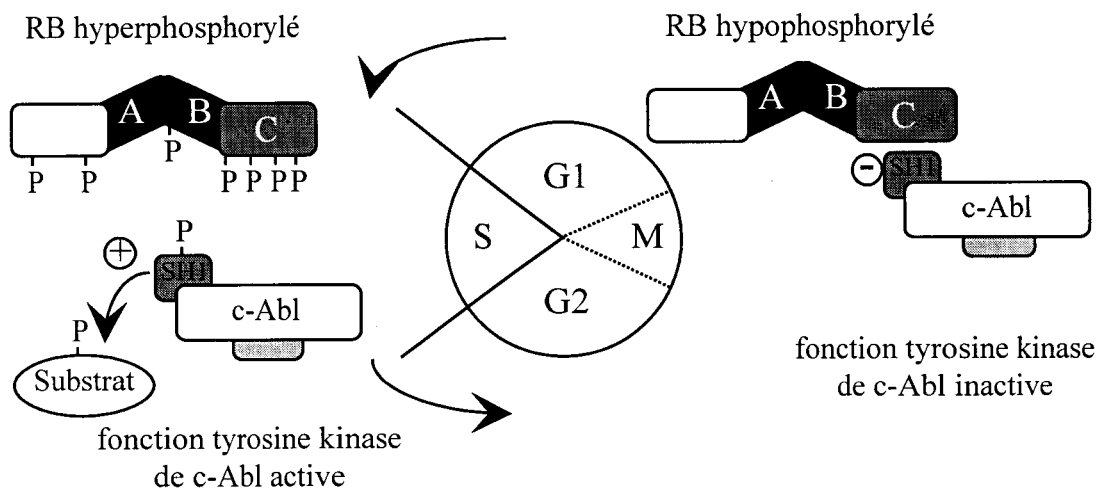 RB hyperphosphorylé
A B C
P P P P P P P
RB hypophosphorylé
A B C
- SH1
c-Abl
G1
S M
G2
+ P
SH1
c-Abl
P
Substrat
fonction tyrosine kinase
de c-Abl active
fonction tyrosine kinase
de c-Abl inactive